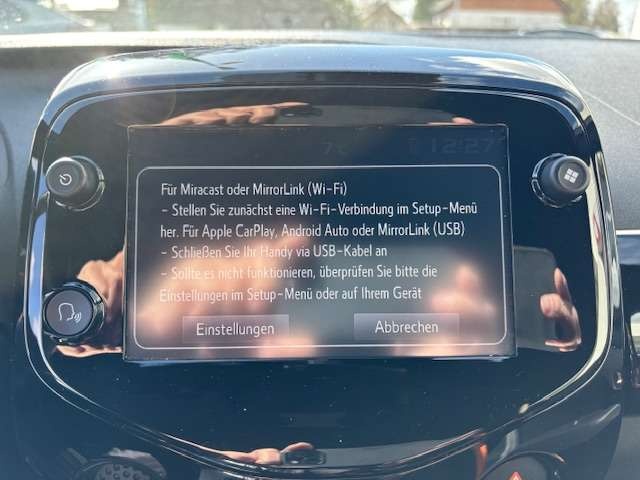 12:27
Für Miracast oder MirrorLink (Wi-Fi)
- Stellen Sie zunächst eine Wi-Fi-Verbindung im Setup-Menü
her. Für Apple CarPlay, Android Auto oder MirrorLink (USB)
- Schließen Sie Ihr Handy via USB-Kabel an
- Sollte es nicht funktionieren, überprüfen Sie bitte die
Einstellungen im Setup-Menü oder auf Ihrem Gerät
Einstellungen
Abbrechen